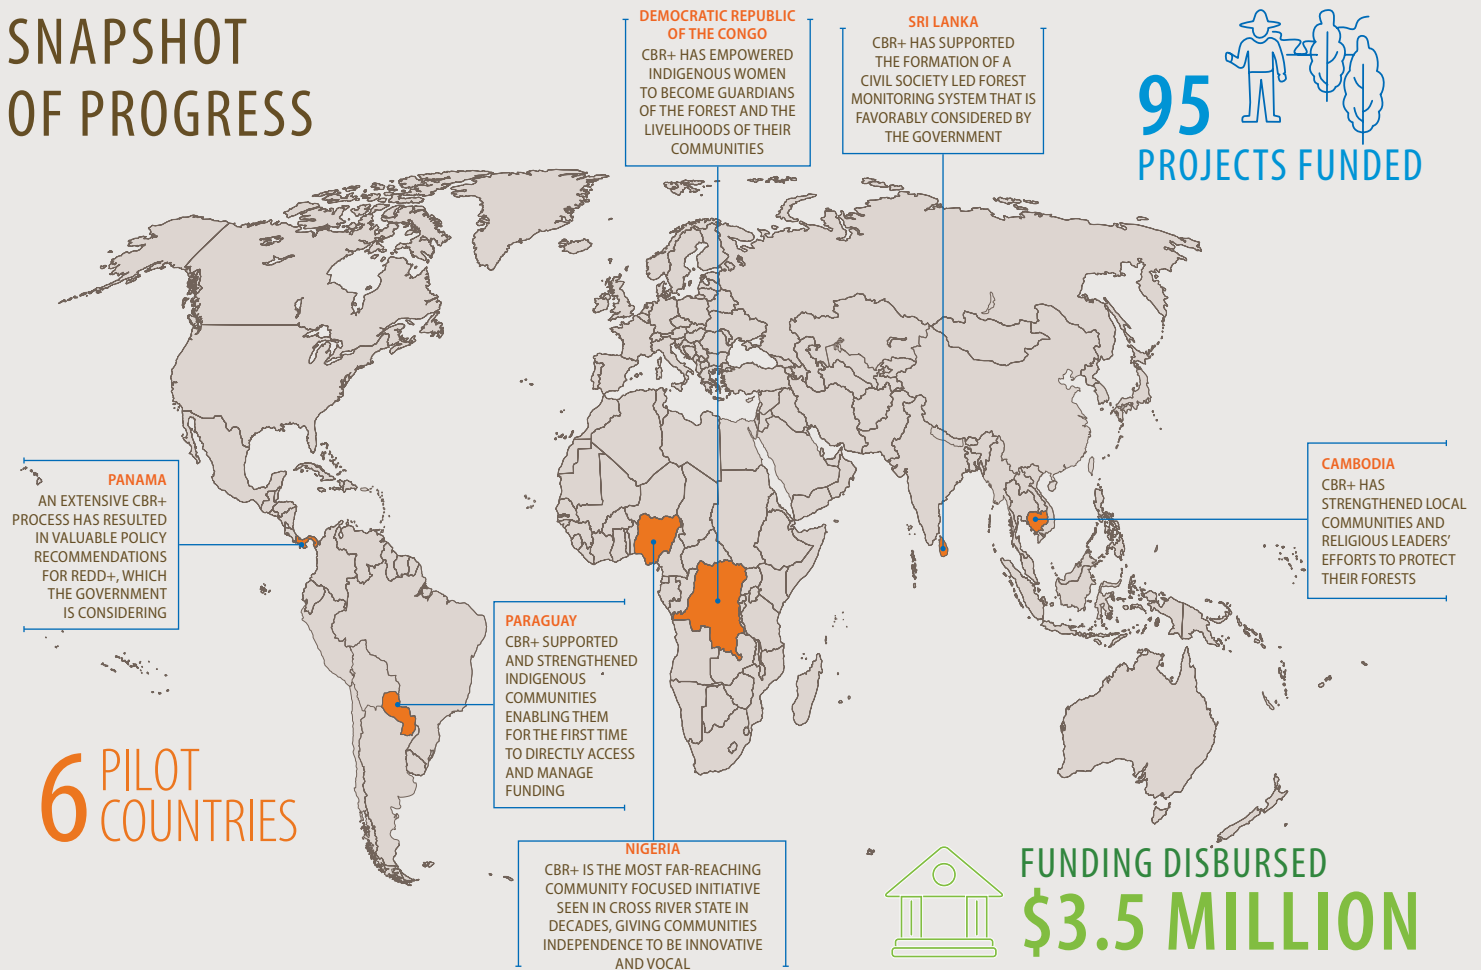 SNAPSHOT
OF PROGRESS
DEMOCRATIC REPUBLIC
OF THE CONGO
CBR+ HAS EMPOWERED
INDIGENOUS WOMEN
TO BECOME GUARDIANS
OF THE FOREST AND THE
LIVELIHOODS OF THEIR
COMMUNITIES
SRI LANKA
CBR+ HAS SUPPORTED
THE FORMATION OF A
CIVIL SOCIETY LED FOREST
MONITORING SYSTEM THAT IS
FAVORABLY CONSIDERED BY
THE GOVERNMENT
95
PROJECTS FUNDED
PANAMA
AN EXTENSIVE CBR+
PROCESS HAS RESULTED
IN VALUABLE POLICY
RECOMMENDATIONS
FOR REDD+, WHICH
THE GOVERNMENT
IS CONSIDERING
CAMBODIA
CBR+ HAS
STRENGTHENED LOCAL
COMMUNITIES AND
RELIGIOUS LEADERS'
EFFORTS TO PROTECT
THEIR FORESTS
PARAGUAY
CBR+ SUPPORTED
AND STRENGTHENED
INDIGENOUS
COMMUNITIES
ENABLING THEM
FOR THE FIRST TIME
TO DIRECTLY ACCESS
AND MANAGE
FUNDING
6 PILOT
COUNTRIES
NIGERIA
CBR+ IS THE MOST FAR-REACHING
COMMUNITY FOCUSED INITIATIVE
SEEN IN CROSS RIVER STATE IN
DECADES, GIVING COMMUNITIES
INDEPENDENCE TO BE INNOVATIVE
AND VOCAL
FUNDING DISBURSED
$3.5 MILLION